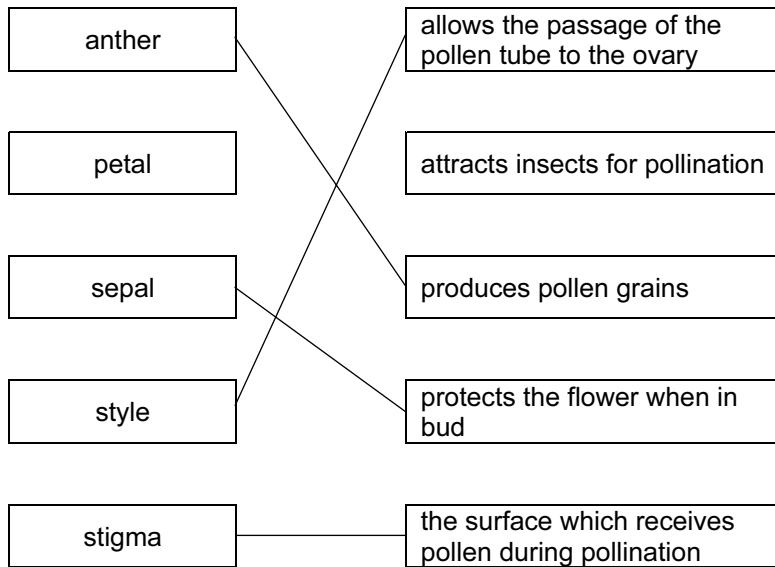 anther
allows the passage of the
pollen tube to the ovary
petal
attracts insects for pollination
sepal
produces pollen grains
style
protects the flower when in
bud
stigma
the surface which receives
pollen during pollination